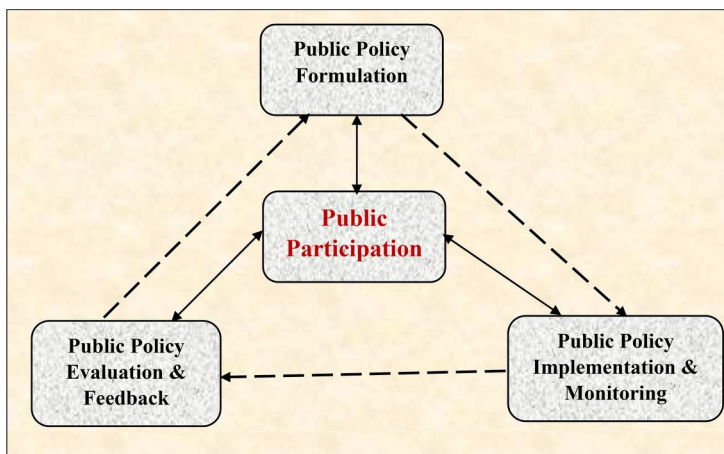 Public Policy
Formulation
Public
Participation
Public Policy
Evaluation &
Feedback
Public Policy
Implementation &
Monitoring